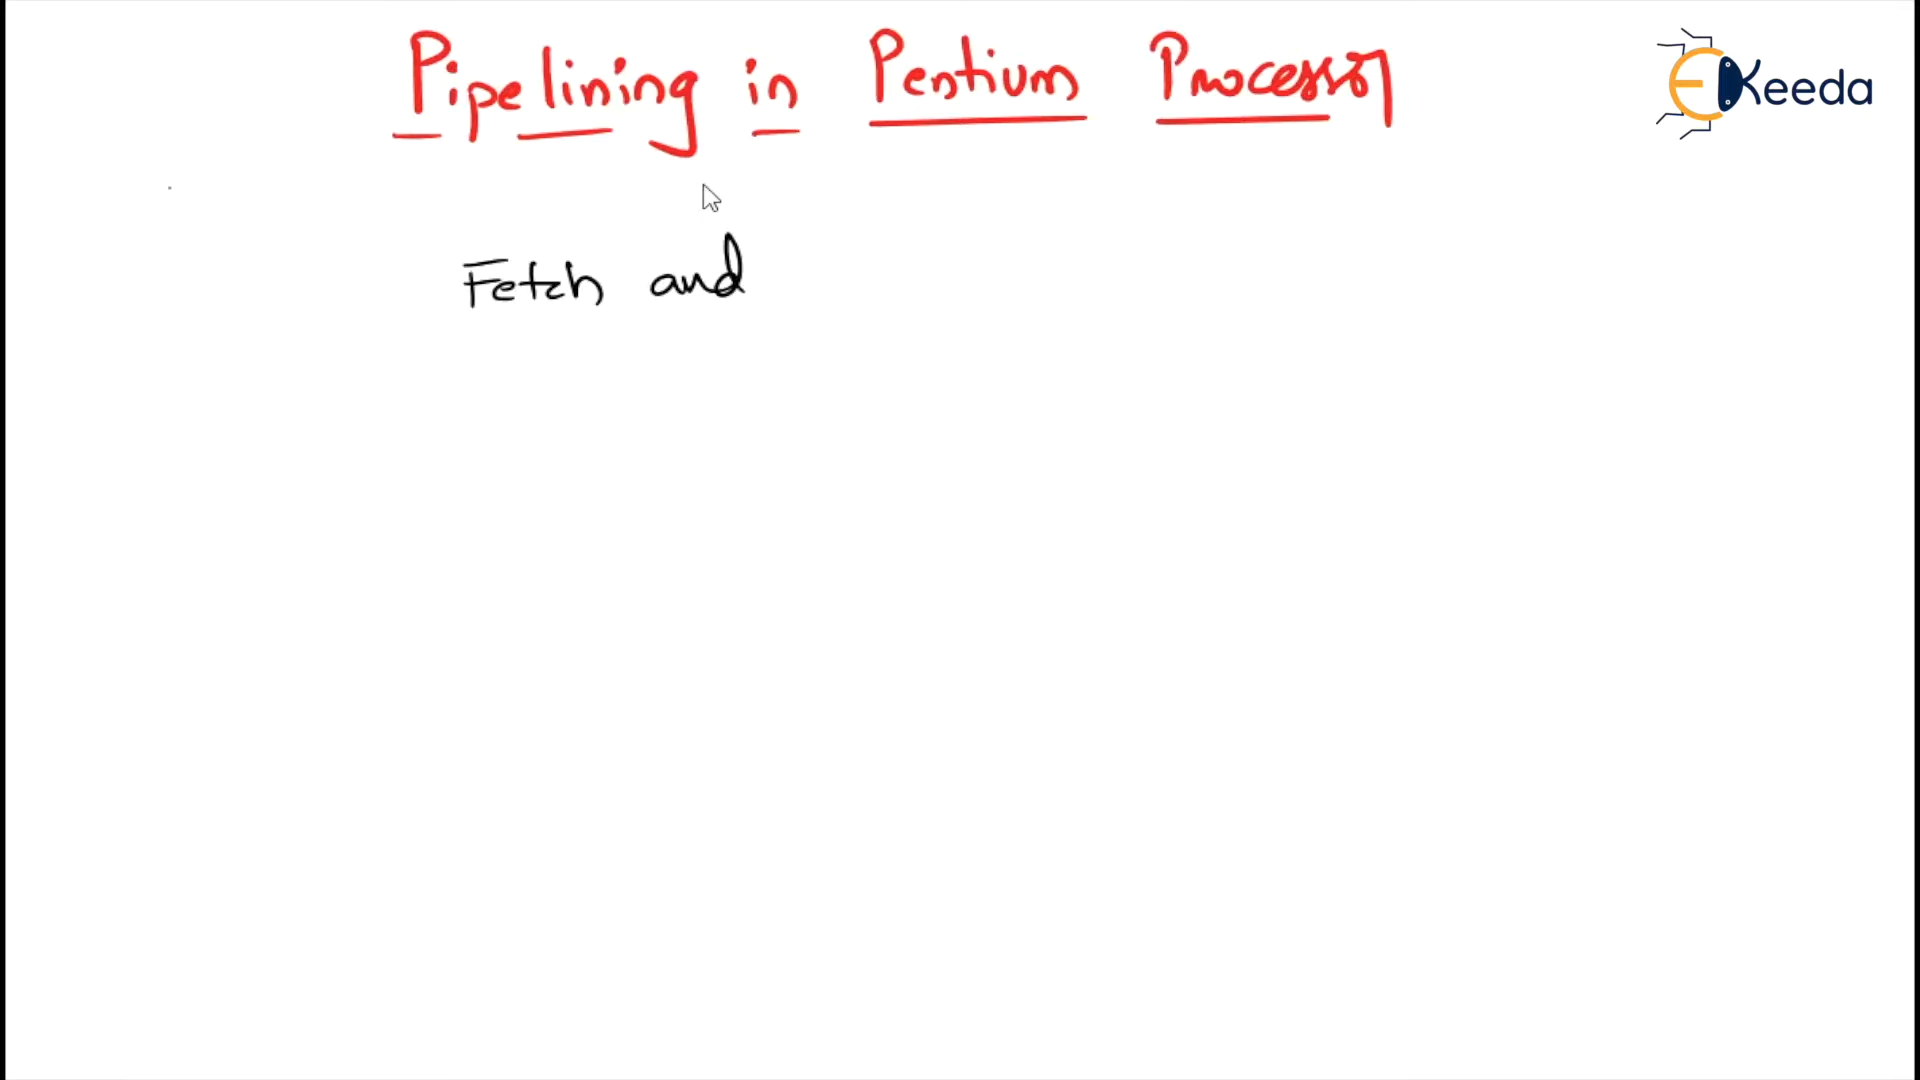 Pipelining in Pentium Processor
EKeeda
Fetch and